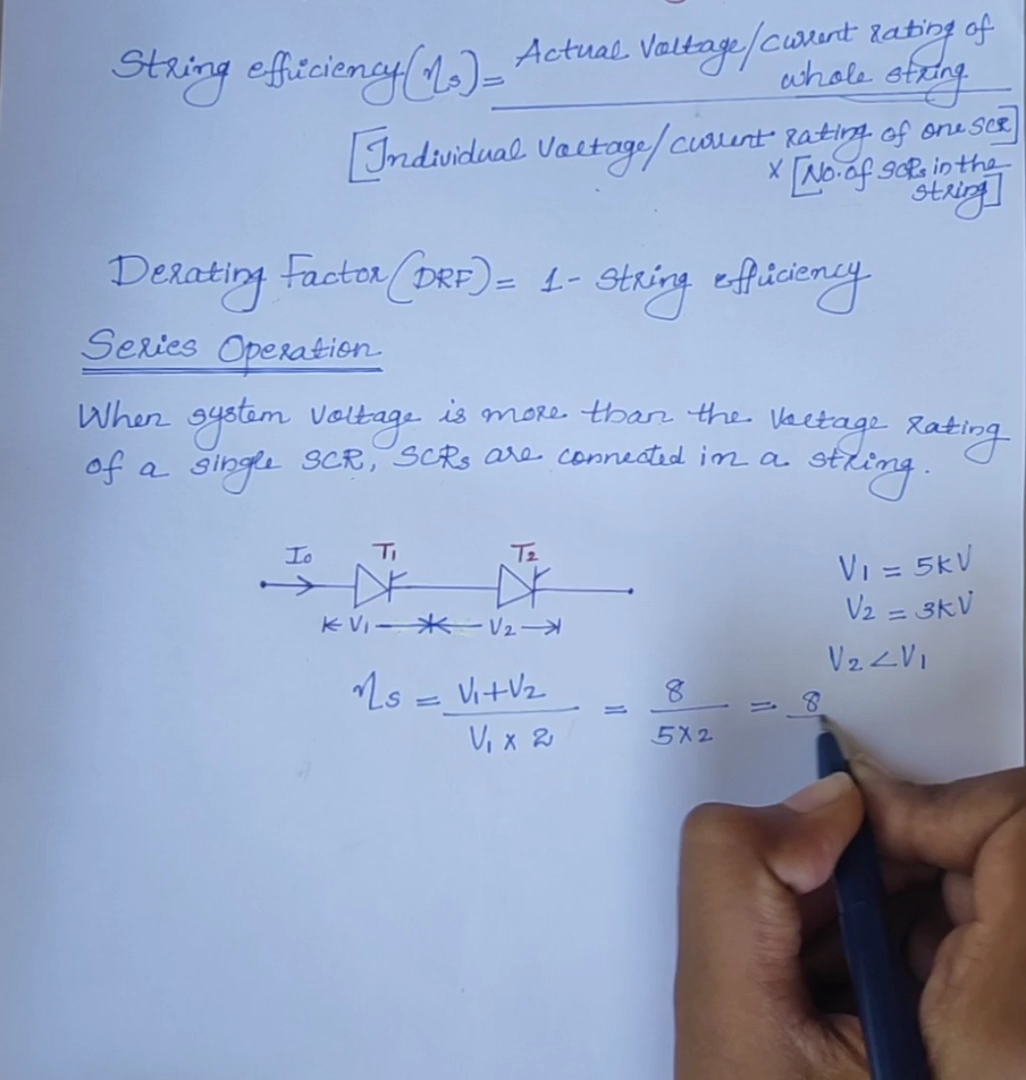 String efficiency (ηs) = Actual Voltage/current rating of
whole string
[Individual Voltage/current rating of one SCR]
× [No. of SCRs in the
string]
Derating Factor (DRF) = 1 - String efficiency
Series Operation
When system voltage is more than the voltage rating
of a single SCR, SCRs are connected in a string.
Io T1 T2
V1 V2
V1 = 5kV
V2 = 3kV
V2 < V1
ηs = V1+V2 = 8 = 8
V1 × 2 5×2